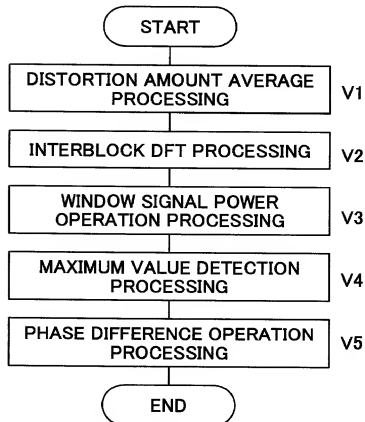 START
DISTORTION AMOUNT AVERAGE
PROCESSING
V1
INTERBLOCK DFT PROCESSING
V2
WINDOW SIGNAL POWER
OPERATION PROCESSING
V3
MAXIMUM VALUE DETECTION
PROCESSING
V4
PHASE DIFFERENCE OPERATION
PROCESSING
V5
END